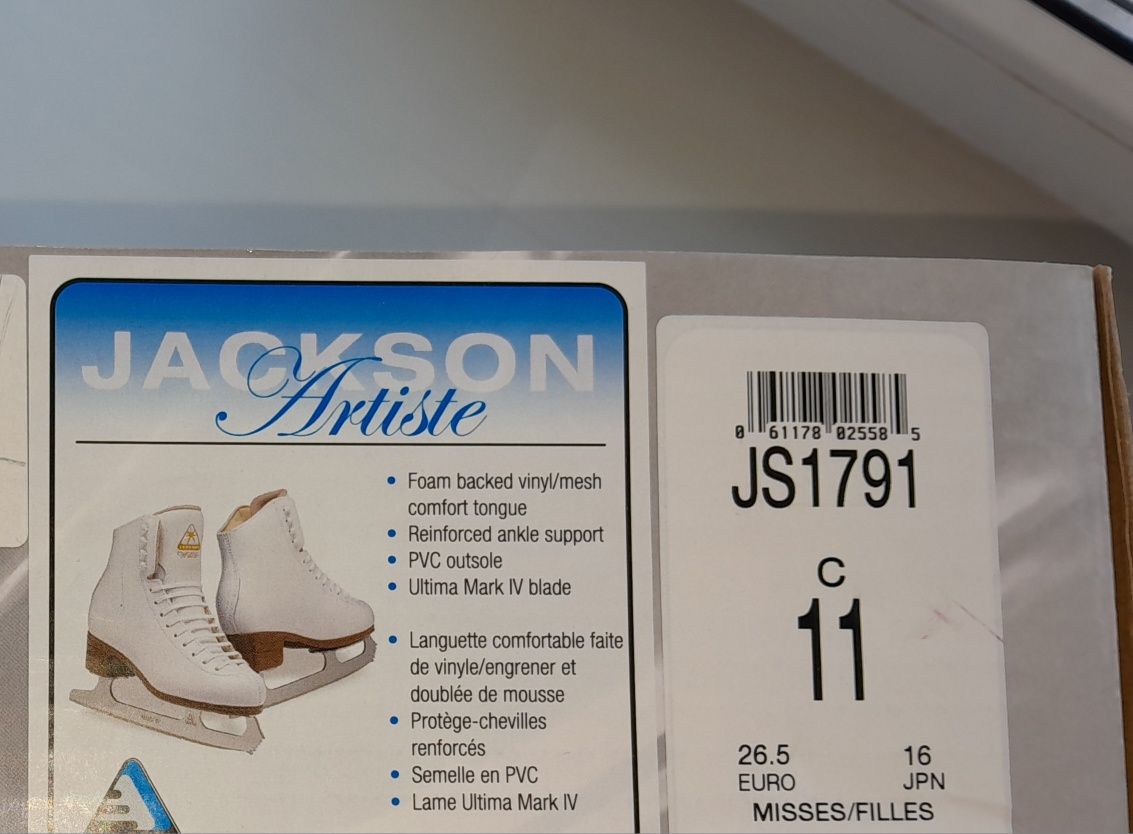 JACKSON
Artiste
• Foam backed vinyl/mesh
comfort tongue
• Reinforced ankle support
• PVC outsole
• Ultima Mark IV blade
• Languette comfortable faite
de vinyle/engrener et
doublée de mousse
• Protège-chevilles
renforcés
• Semelle en PVC
• Lame Ultima Mark IV
0 61178 02558 5
JS1791
C
11
26.5 16
EURO JPN
MISSES/FILLES